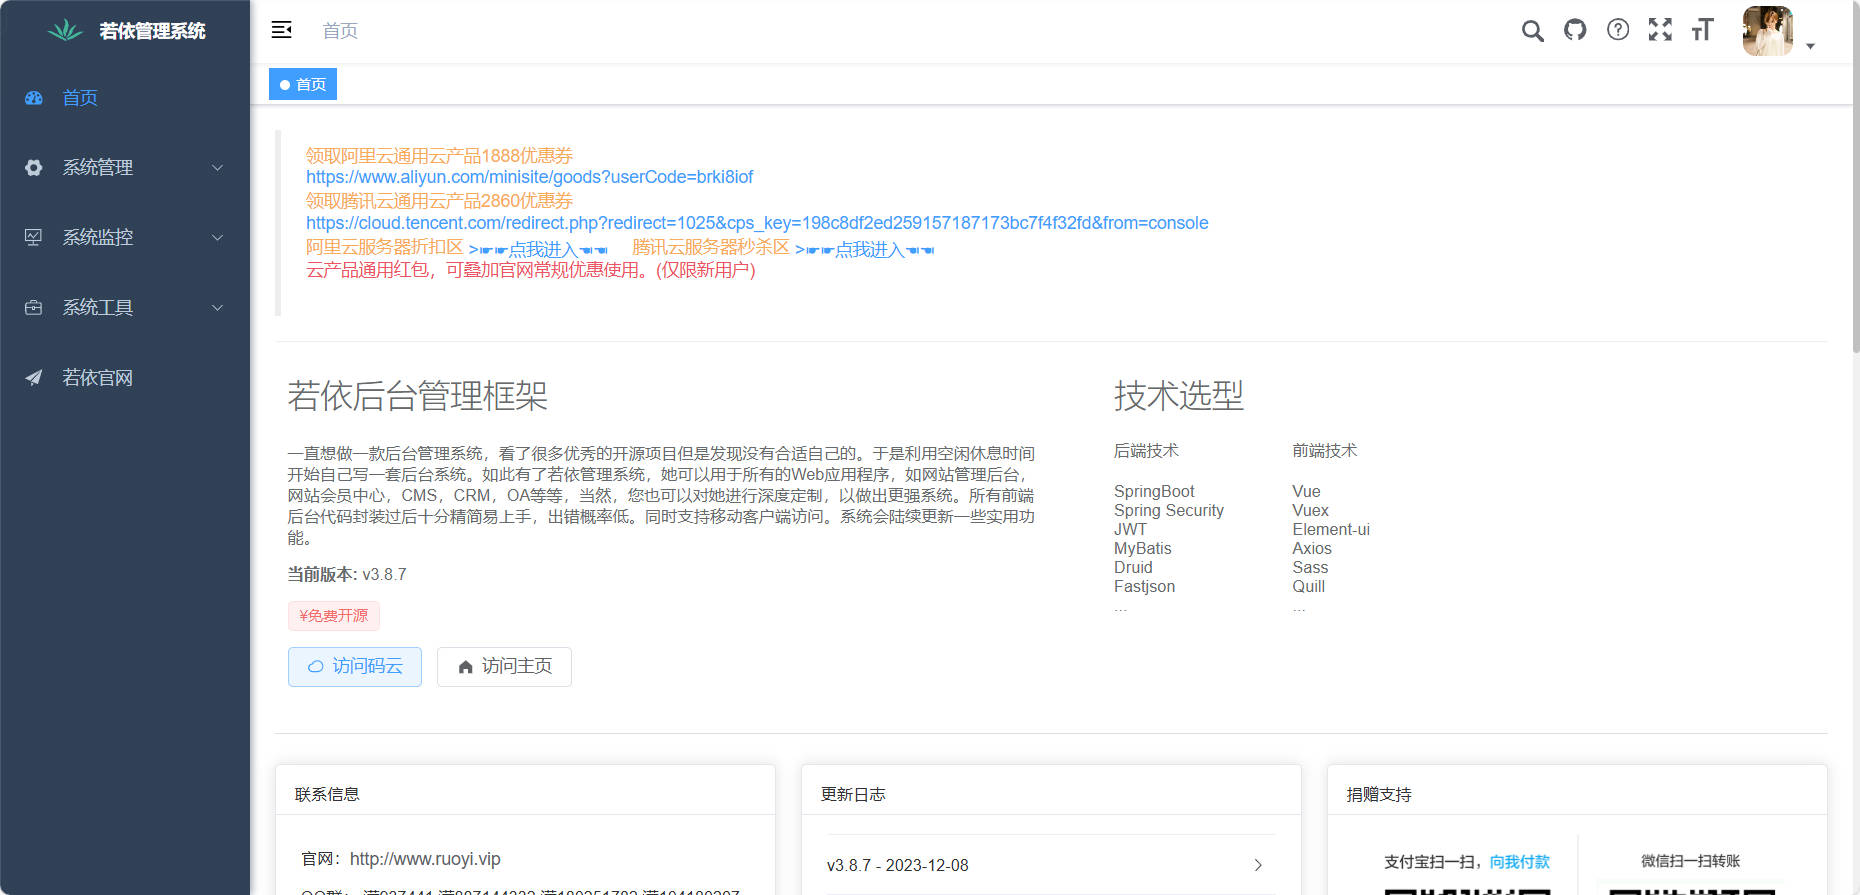 若依管理系统
首页
系统管理
系统监控
系统工具
若依官网
首页
首页
领取阿里云通用云产品1888优惠券
https://www.aliyun.com/minisite/goods?userCode=brki8iof
领取腾讯云通用云产品2860优惠券
https://cloud.tencent.com/redirect.php?redirect=1025&cps_key=198c8df2ed259157187173bc7f4f32fd&from=console
阿里云服务器折扣区 >☛☛点我进入☚☚ 腾讯云服务器秒杀区 >☛☛点我进入☚☚
云产品通用红包，可叠加官网常规优惠使用。(仅限新用户)
若依后台管理框架
一直想做一款后台管理系统，看了很多优秀的开源项目但是发现没有合适自己的。于是利用空闲休息时间
开始自己写一套后台系统。如此有了若依管理系统，她可以用于所有的Web应用程序，如网站管理后台，
网站会员中心，CMS，CRM，OA等等，当然，您也可以对她进行深度定制，以做出更强系统。所有前端
后台代码封装过后十分精简易上手，出错概率低。同时支持移动客户端访问。系统会陆续更新一些实用功
能。
当前版本: v3.8.7
¥免费开源
访问码云
访问主页
技术选型
后端技术
SpringBoot
Spring Security
JWT
MyBatis
Druid
Fastjson
...
前端技术
Vue
Vuex
Element-ui
Axios
Sass
Quill
...
联系信息
官网：http://www.ruoyi.vip
更新日志
v3.8.7 - 2023-12-08
捐赠支持
支付宝扫一扫，向我付款
微信扫一扫转账